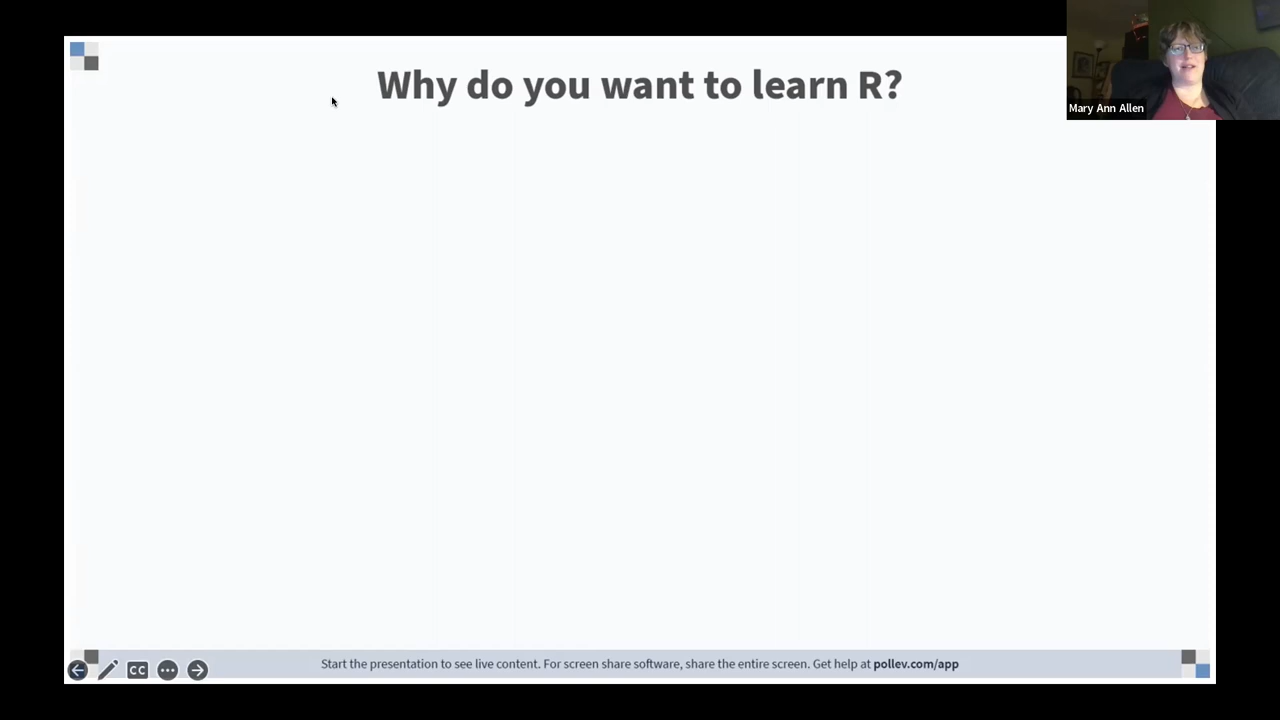 Why do you want to learn R?
Mary Ann Allen
CC
Start the presentation to see live content. For screen share software, share the entire screen. Get help at pollev.com/app